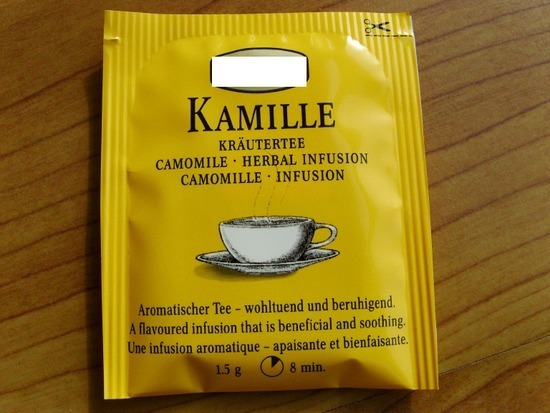 KAMILLE
KRÄUTERTEE
CAMOMILE · HERBAL INFUSION
CAMOMILLE · INFUSION
Aromatischer Tee – wohltuend und beruhigend.
A flavoured infusion that is beneficial and soothing.
Une infusion aromatique – apaisante et bienfaisante.
1.5 g 8 min.